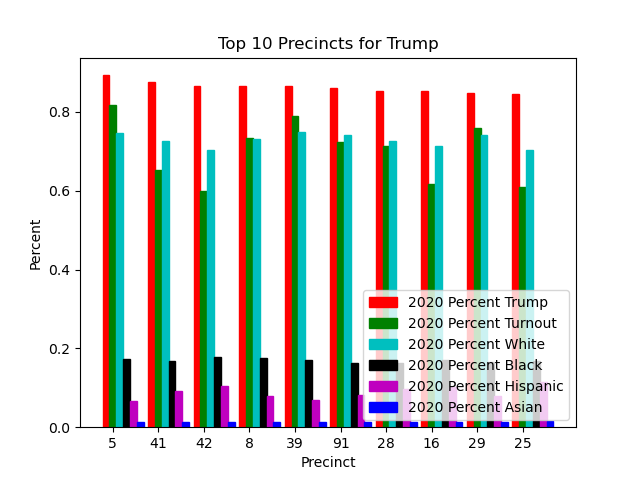 Top 10 Precincts for Trump
Percent
0.8
0.6
0.4
0.2
0.0
2020 Percent Trump
2020 Percent Turnout
2020 Percent White
2020 Percent Black
2020 Percent Hispanic
2020 Percent Asian
5 41 42 8 39 91 28 16 29 25
Precinct